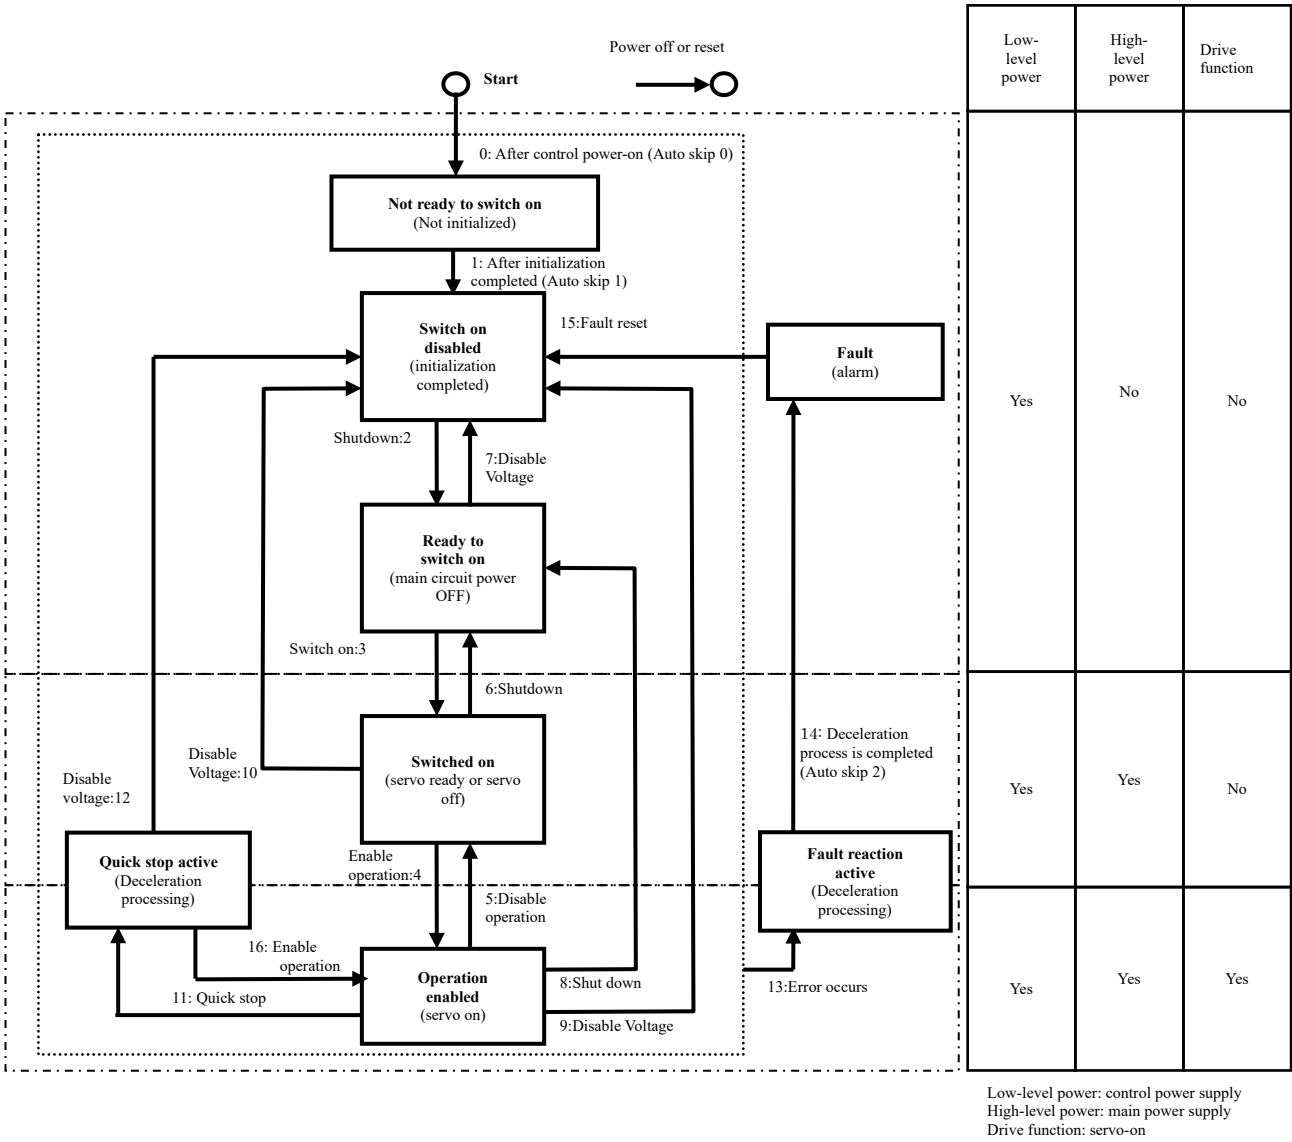 Power off or reset
Start
Low-
level
power
High-
level
power
Drive
function
0: After control power-on (Auto skip 0)
Not ready to switch on
(Not initialized)
1: After initialization
completed (Auto skip 1)
Switch on
disabled
(initialization
completed)
15:Fault reset
Fault
(alarm)
Yes
No
No
Shutdown:2
7:Disable
Voltage
Ready to
switch on
(main circuit power
OFF)
Switch on:3
6:Shutdown
Switched on
(servo ready or servo
off)
Disable
Voltage:10
Disable
voltage:12
14: Deceleration
process is completed
(Auto skip 2)
Yes
Yes
No
Quick stop active
(Deceleration
processing)
Enable
operation:4
5:Disable
operation
Fault reaction
active
(Deceleration
processing)
16: Enable
operation
11: Quick stop
Operation
enabled
(servo on)
8:Shut down
9:Disable Voltage
13:Error occurs
Yes
Yes
Yes
Low-level power: control power supply
High-level power: main power supply
Drive function: servo-on